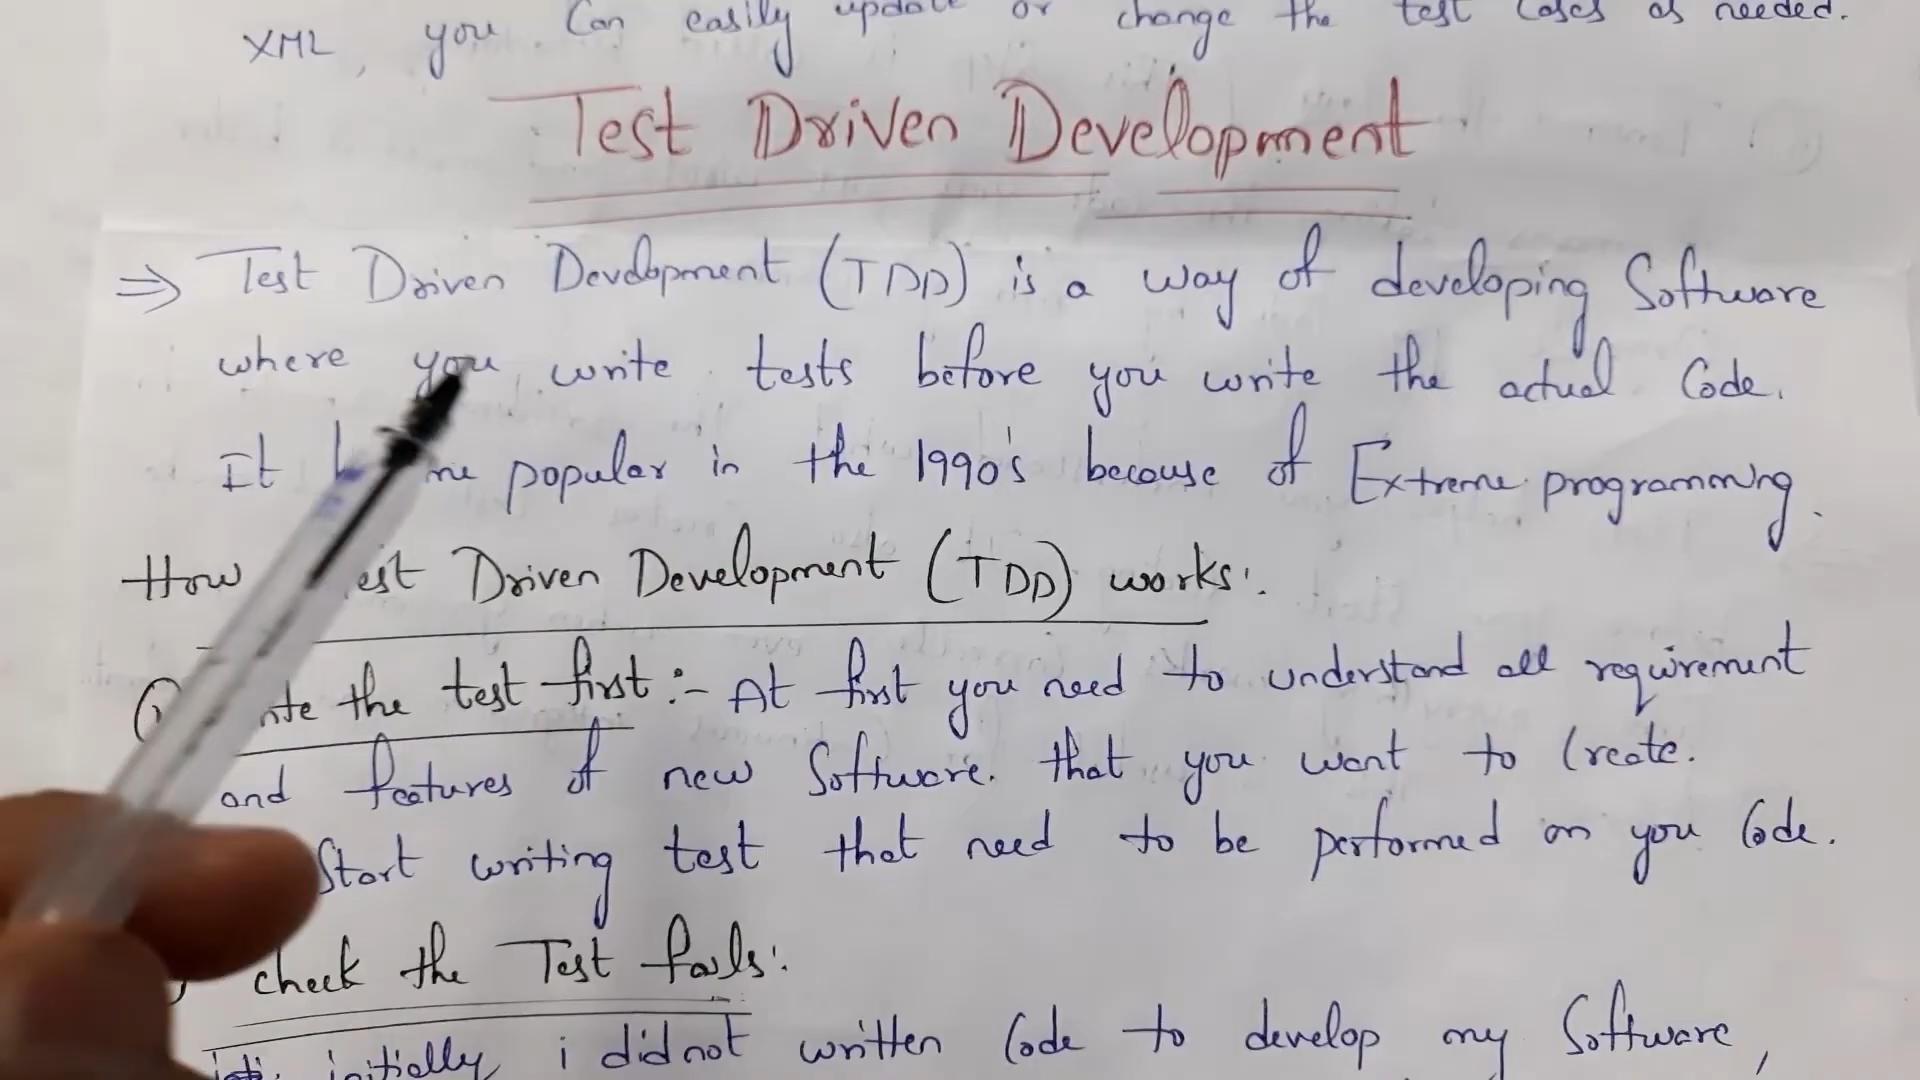 XML, you can easily update or change the test cases as needed.
Test Driven Development
⇒ Test Driven Development (TDD) is a way of developing Software
where you write tests before you write the actual Code.
It me popular in the 1990's because of Extreme programming.
How est Driven Development (TDD) works:
the test first :- At first you need to understand all requirement
and features of new Software. that you want to Create.
Start writing test that need to be performed on you Code.
check the Test fails:
initially, i did not written Code to develop my Software,